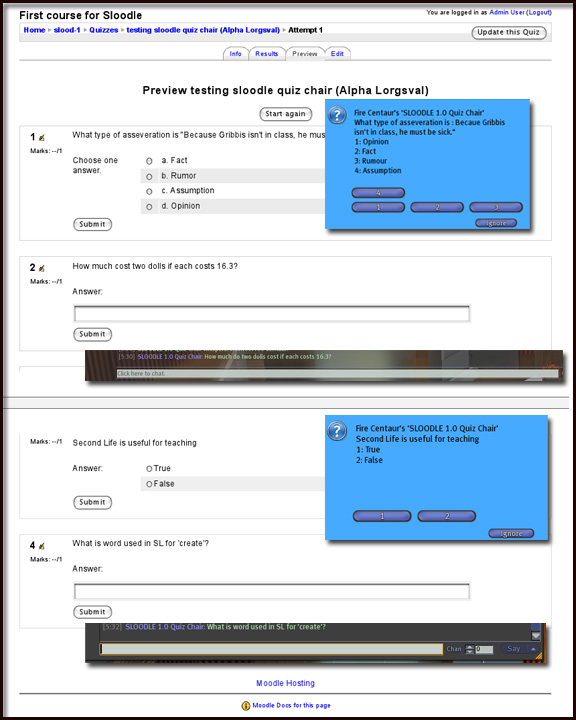 First course for Sloodle
You are logged in as Admin User (Logout)
Home ▸ slood-1 ▸ Quizzes ▸ testing sloodle quiz chair (Alpha Lorgsval) ▸ Attempt 1
Update this Quiz
Info Results Preview Edit
Preview testing sloodle quiz chair (Alpha Lorgsval)
Start again
1
Marks: --/1
What type of asseveration is "Because Gribbis isn't in class, he mus
Choose one answer.
a. Fact
b. Rumor
c. Assumption
d. Opinion
Submit
Fire Centaur's 'SLOODLE 1.0 Quiz Chair'
What type of asseveration is : Becaue Gribbis
isn't in class, he must be sick."
1: Opinion
2: Fact
3: Rumour
4: Assumption
4
1 2 3
Ignore
2
Marks: --/1
How much cost two dolls if each costs 16.3?
Answer:
Submit
[5:30] SLOODLE 1.0 Quiz Chair: How much do two dolls cost if each costs 16.3?
Click here to chat.
Marks: --/1
Second Life is useful for teaching
Answer:
True
False
Submit
Fire Centaur's 'SLOODLE 1.0 Quiz Chair'
Second Life is useful for teaching
1: True
2: False
1 2
Ignore
4
Marks: --/1
What is word used in SL for 'create'?
Answer:
Submit
[5:32] SLOODLE 1.0 Quiz Chair: What is word used in SL for 'create'?
Chan 0 Say
Moodle Hosting
Moodle Docs for this page